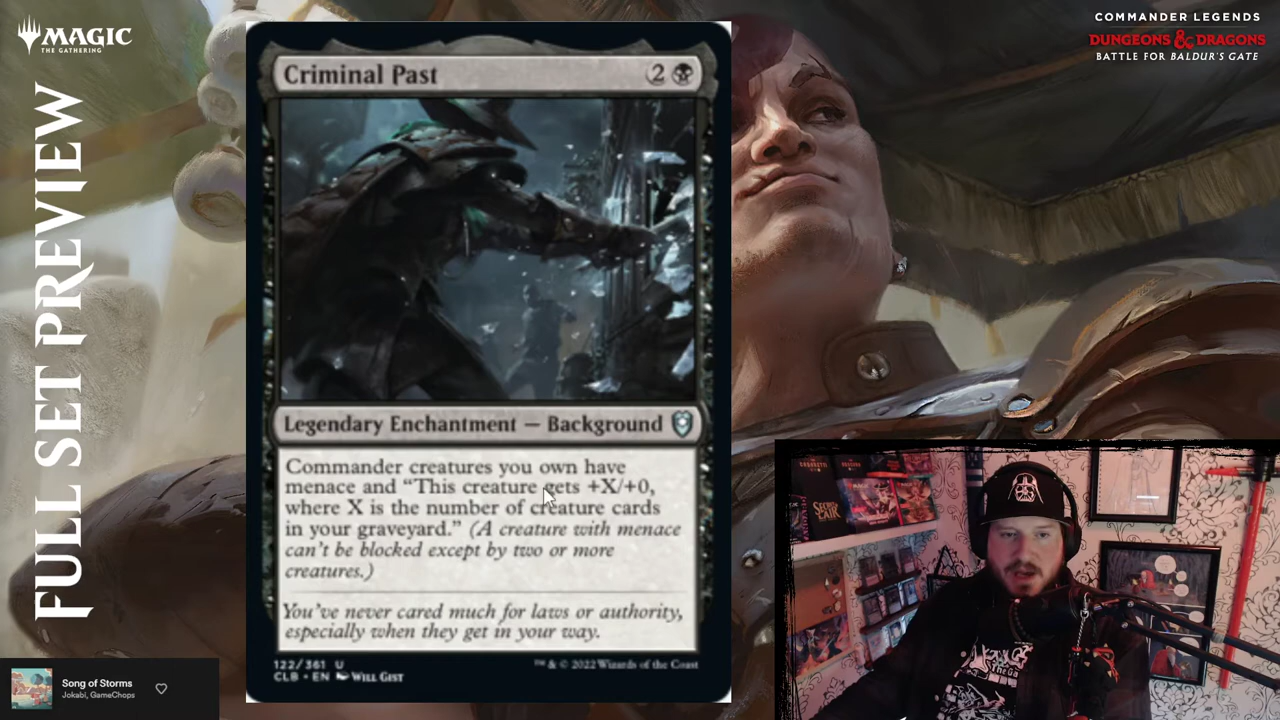 MAGIC
THE GATHERING
FULL SET PREVIEW
COMMANDER LEGENDS
DUNGEONS & DRAGONS
BATTLE FOR BALDUR'S GATE
Criminal Past 2
Legendary Enchantment — Background
Commander creatures you own have
menace and “This creature gets +X/+0,
where X is the number of creature cards
in your graveyard.” (A creature with menace
can't be blocked except by two or more
creatures.)
You've never cared much for laws or authority,
especially when they get in your way.
122/361 U
CLB • EN WILL GIST
™ & © 2022 Wizards of the Coast
Song of Storms
Jokabi, GameChops
SECRET
LAIR